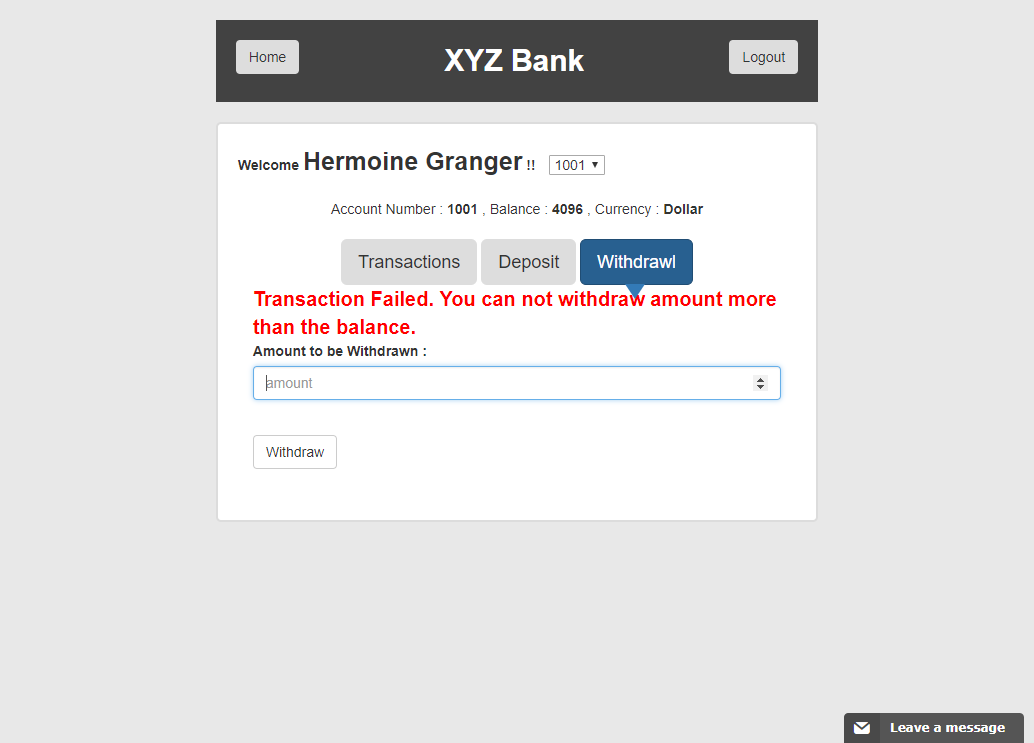 Home XYZ Bank Logout
Welcome Hermoine Granger !! 1001
Account Number : 1001 , Balance : 4096 , Currency : Dollar
Transactions Deposit Withdrawl
Transaction Failed. You can not withdraw amount more
than the balance.
Amount to be Withdrawn :
amount
Withdraw
Leave a message